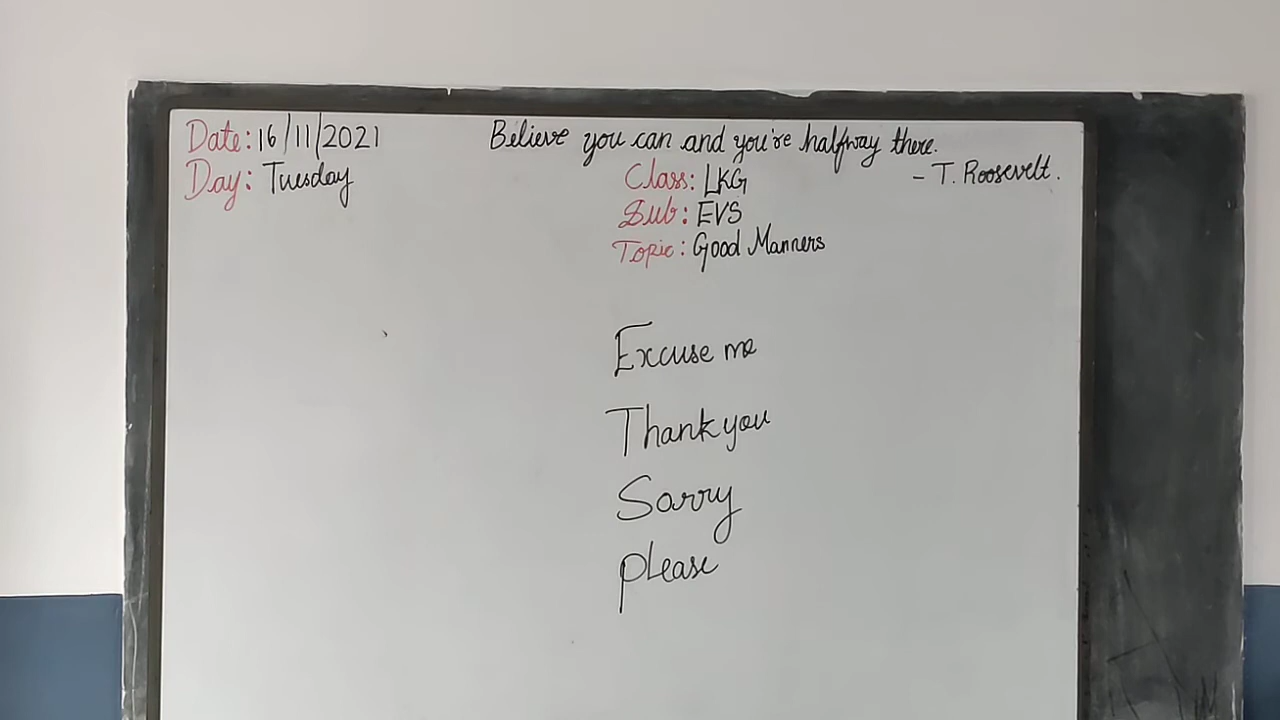 Date: 16/11/2021
Believe you can and you're halfway there.
- T. Roosevelt.
Day: Tuesday
Class: LKG
Sub: EVS
Topic: Good Manners
Excuse me
Thank you
Sorry
please